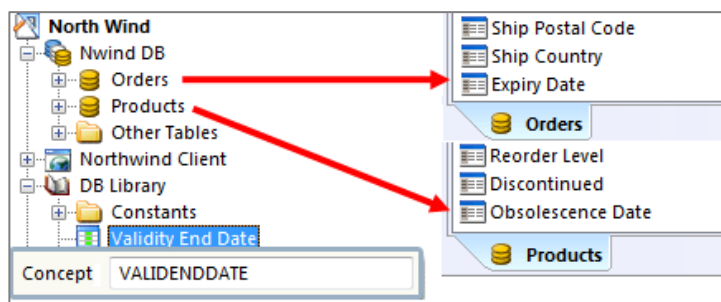 North Wind
Nwind DB
Orders
Products
Other Tables
Northwind Client
DB Library
Constants
Validity End Date
Concept VALIDENDDATE
Ship Postal Code
Ship Country
Expiry Date
Orders
Reorder Level
Discontinued
Obsolescence Date
Products